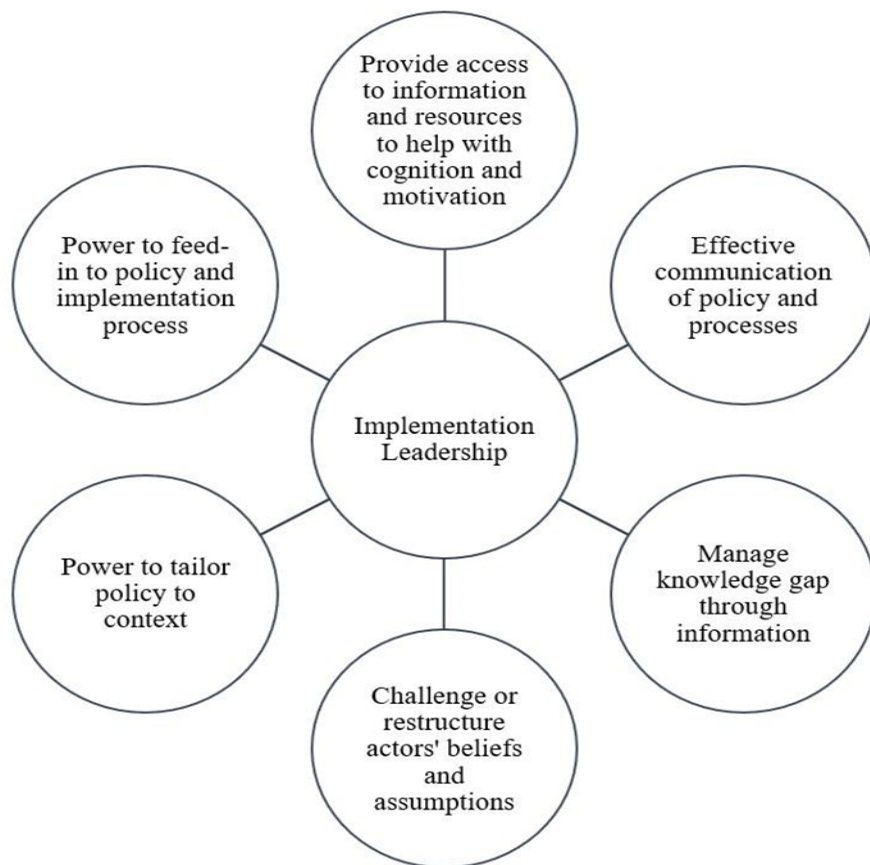 Provide access
to information
and resources
to help with
cognition and
motivation
Power to feed-
in to policy and
implementation
process
Effective
communication
of policy and
processes
Implementation
Leadership
Power to tailor
policy to
context
Manage
knowledge gap
through
information
Challenge or
restructure
actors' beliefs
and
assumptions